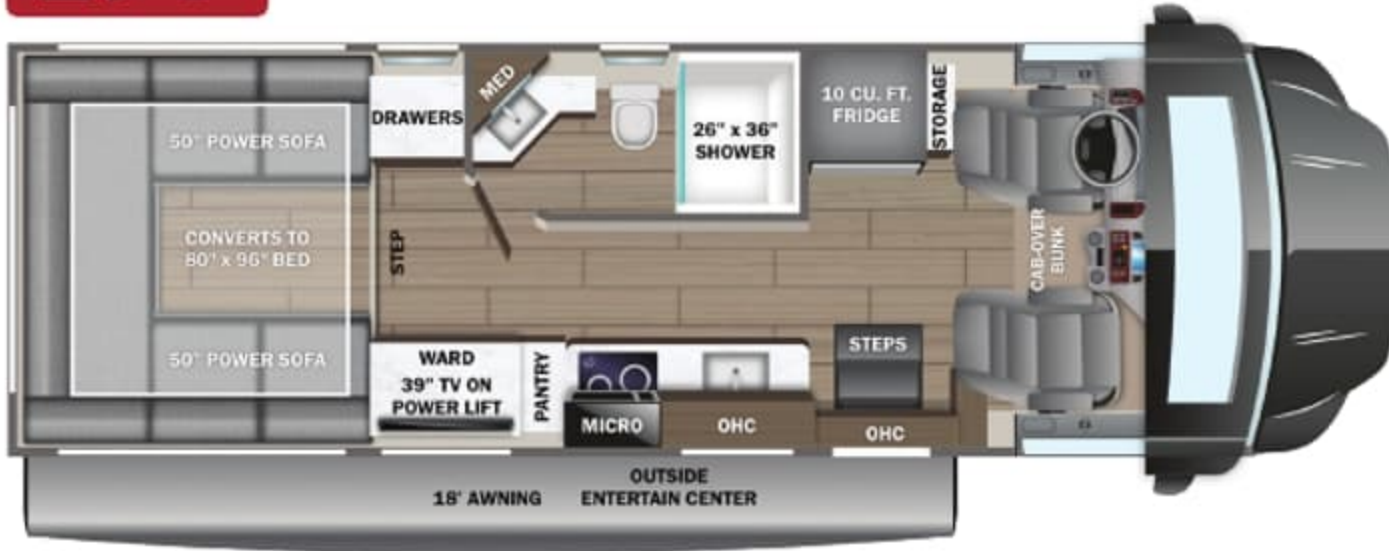 50" POWER SOFA
CONVERTS TO
80" x 96" BED
50" POWER SOFA
DRAWERS
STEP
MED
26" x 36"
SHOWER
10 CU. FT.
FRIDGE
STORAGE
CAB-OVER
BUNK
WARD
39" TV ON
POWER LIFT
PANTRY
MICRO
OHC
STEPS
OHC
18' AWNING
OUTSIDE
ENTERTAIN CENTER